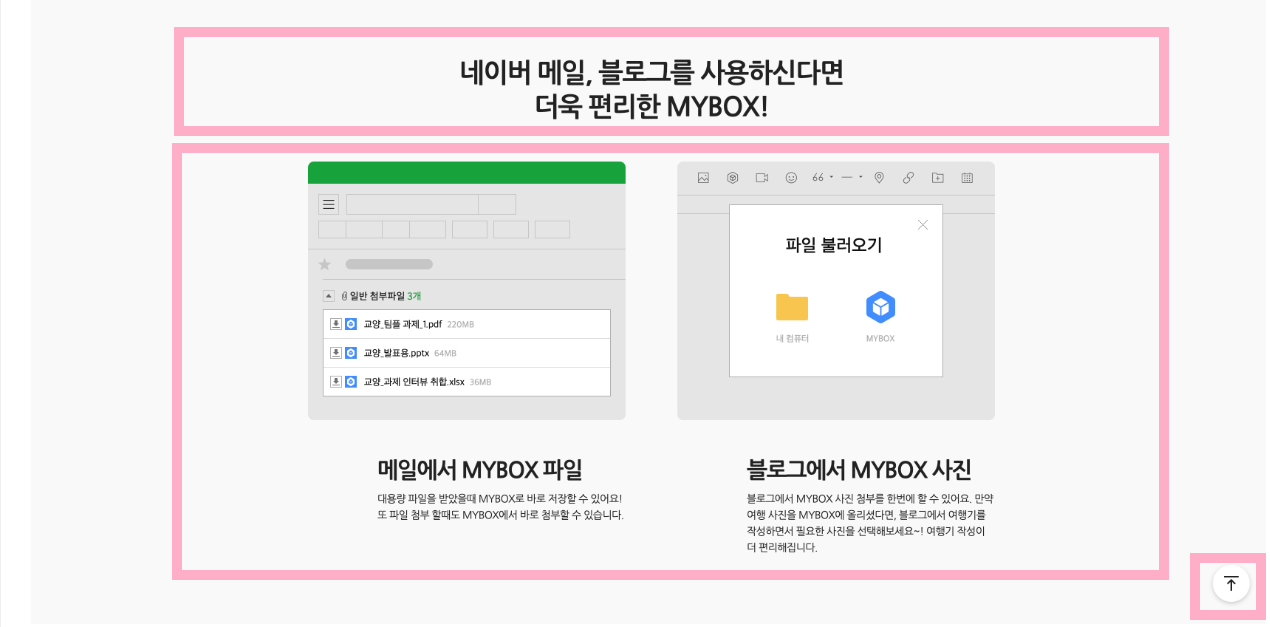 네이버 메일, 블로그를 사용하신다면
더욱 편리한 MYBOX!
일반 첨부파일 3개
교양_팀플 과제_1.pdf 220MB
교양_발표용.pptx 64MB
교양_과제 인터뷰 취합.xlsx 36MB
66
파일 불러오기
내 컴퓨터
MYBOX
메일에서 MYBOX 파일
대용량 파일을 받았을때 MYBOX로 바로 저장할 수 있어요!
또 파일 첨부 할때도 MYBOX에서 바로 첨부할 수 있습니다.
블로그에서 MYBOX 사진
블로그에서 MYBOX 사진 첨부를 한번에 할 수 있어요. 만약
여행 사진을 MYBOX에 올리셨다면, 블로그에서 여행기를
작성하면서 필요한 사진을 선택해보세요~! 여행기 작성이
더 편리해집니다.